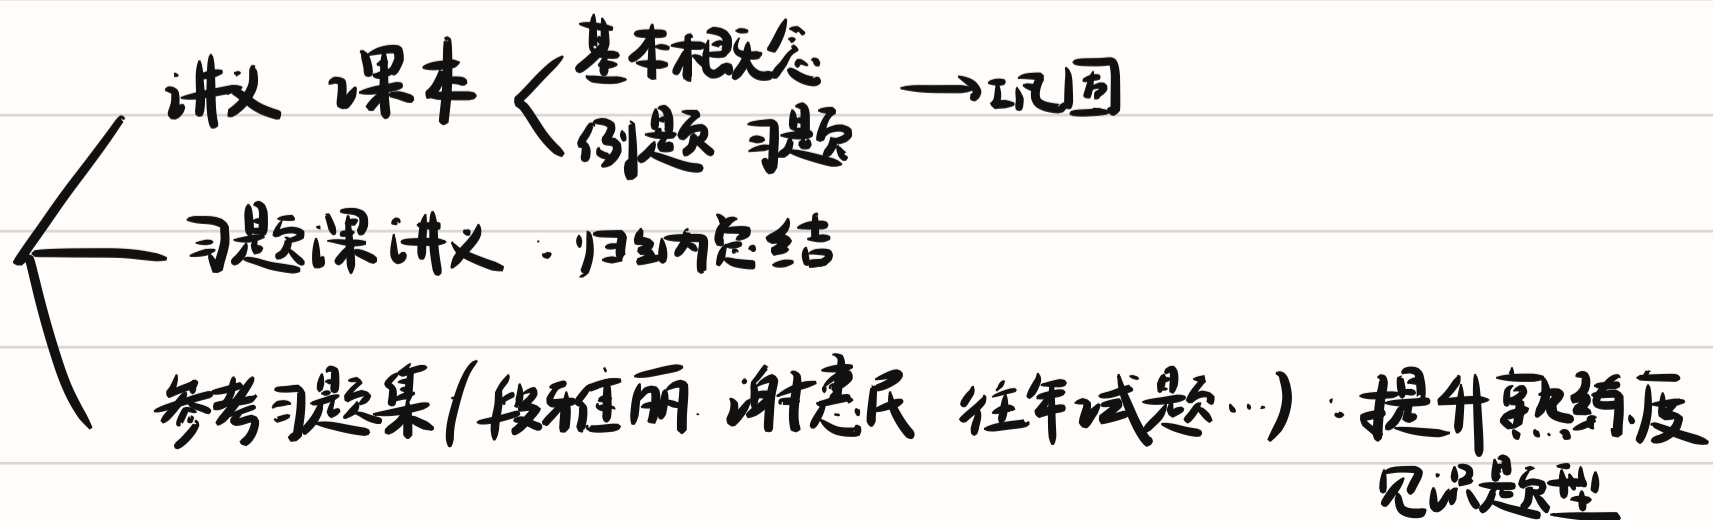 基本概念
讲义 课本 → 巩固
例题 习题
习题课讲义 : 归纳总结
参考习题集(段雅丽 谢惠民 往年试题…) : 提升熟练度
见识题型